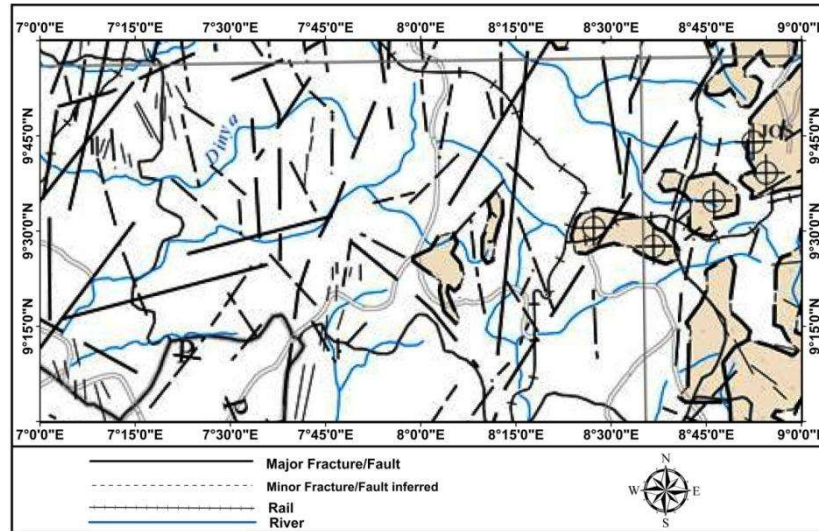 7°0'0"E 7°15'0"E 7°30'0"E 7°45'0"E 8°0'0"E 8°15'0"E 8°30'0"E 8°45'0"E 9°0'0"E
9°45'0"N 9°45'0"N
Dinya
JO
9°30'0"N 9°30'0"N
9°15'0"N 9°15'0"N
7°0'0"E 7°15'0"E 7°30'0"E 7°45'0"E 8°0'0"E 8°15'0"E 8°30'0"E 8°45'0"E 9°0'0"E
Major Fracture/Fault
Minor Fracture/Fault inferred
Rail
River
N
W E
S